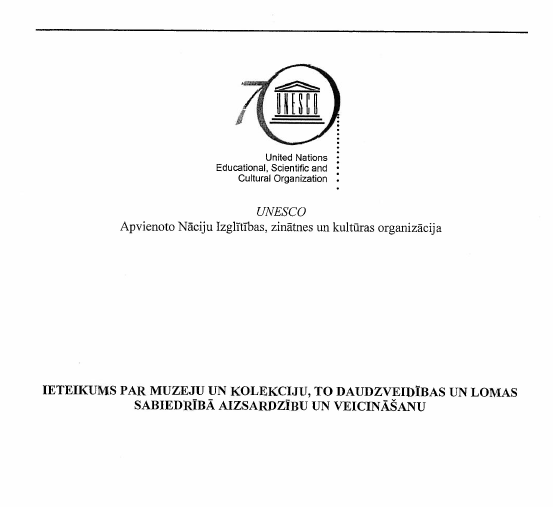 70
UNESCO
United Nations
Educational, Scientific and
Cultural Organization
UNESCO
Apvienoto Nāciju Izglītības, zinātnes un kultūras organizācija
IETEIKUMS PAR MUZEJU UN KOLEKCIJU, TO DAUDZVEIDĪBAS UN LOMAS
SABIEDRĪBĀ AIZSARDZĪBU UN VEICINĀŠANU